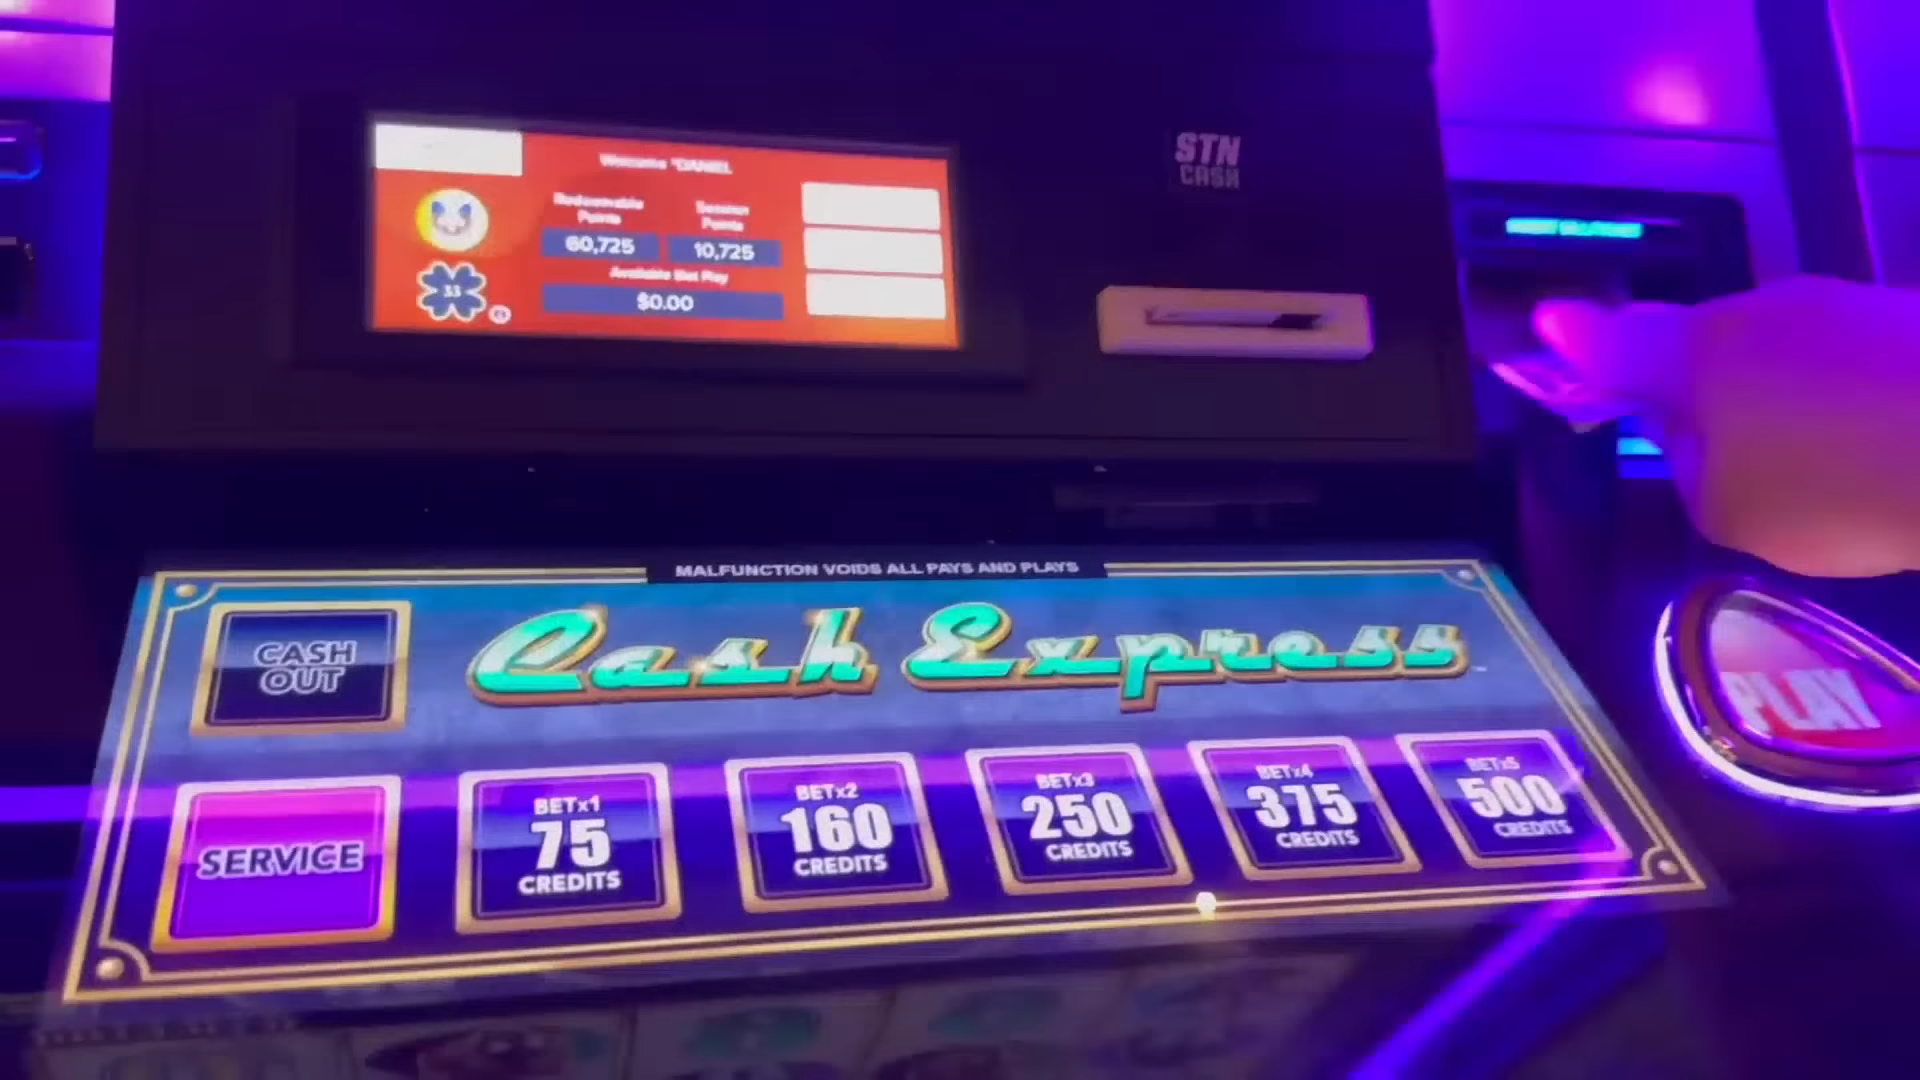 Welcome *DANIEL
Redeemable
Points
Session
Points
60,725
10,725
Available Slot Play
$0.00
33
STN
CASH
MALFUNCTION VOIDS ALL PAYS AND PLAYS
CASH
OUT
Cash Express
PLAY
SERVICE
BETx1
75
CREDITS
BETx2
160
CREDITS
BETx3
250
CREDITS
BETx4
375
CREDITS
BETx5
500
CREDITS